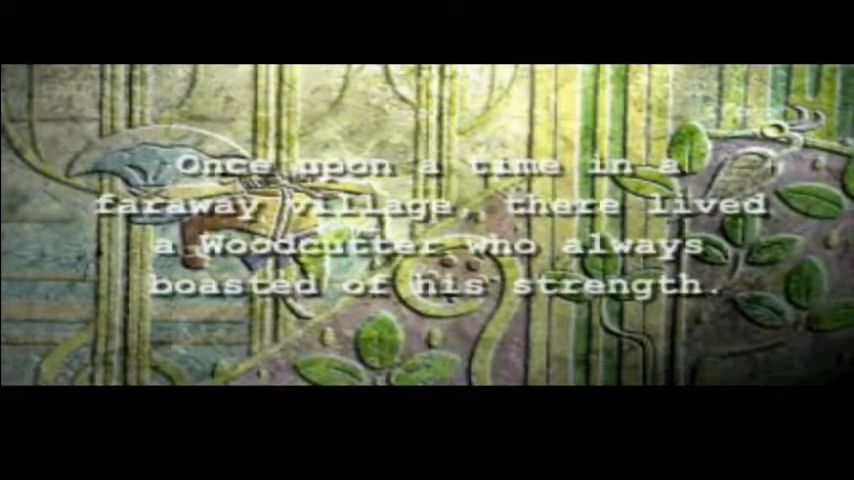 Once upon a time in a
faraway village, there lived
a Woodcutter who always
boasted of his strength.